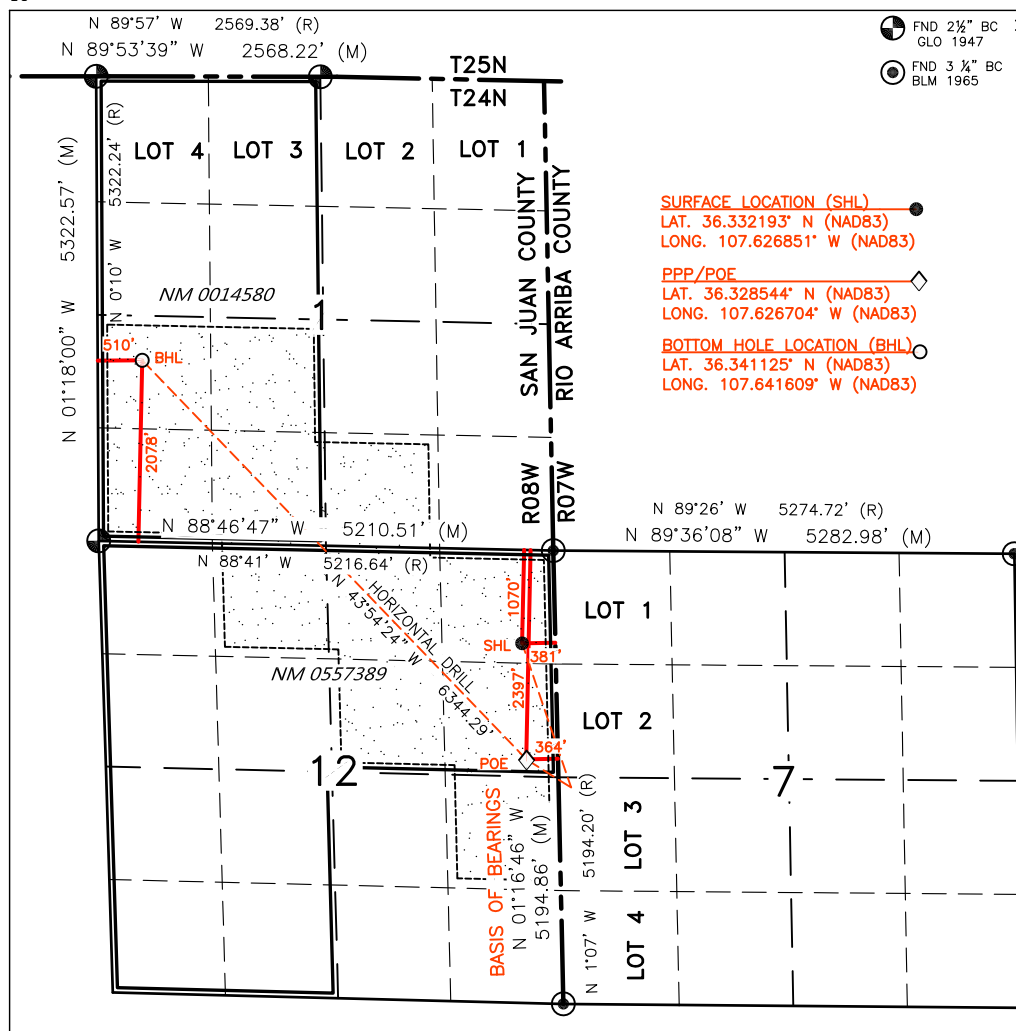 N 89°57' W 2569.38' (R)
N 89°53'39" W 2568.22' (M)
FND 2½" BC
GLO 1947
FND 3 ¼" BC
BLM 1965
T25N
T24N
LOT 4
LOT 3
LOT 2
LOT 1
5322.24' (R)
N 0°10' W
N 01°18'00" W 5322.57' (M)
SAN JUAN COUNTY
RIO ARRIBA COUNTY
SURFACE LOCATION (SHL)
LAT. 36.332193° N (NAD83)
LONG. 107.626851° W (NAD83)
PPP/POE
LAT. 36.328544° N (NAD83)
LONG. 107.626704° W (NAD83)
BOTTOM HOLE LOCATION (BHL)
LAT. 36.341125° N (NAD83)
LONG. 107.641609° W (NAD83)
NM 0014580
1
510'
BHL
2078'
R08W
R07W
N 88°46'47" W 5210.51' (M)
N 88°41' W 5216.64' (R)
N 89°26' W 5274.72' (R)
N 89°36'08" W 5282.98' (M)
HORIZONTAL DRILL
N 43°54'24" W 6344.29'
1070'
SHL
381'
2397'
364'
POE
NM 0557389
12
LOT 1
LOT 2
7
LOT 3
LOT 4
BASIS OF BEARINGS
N 01°16'46" W
5194.86' (M)
N 1°07' W 5194.20' (R)